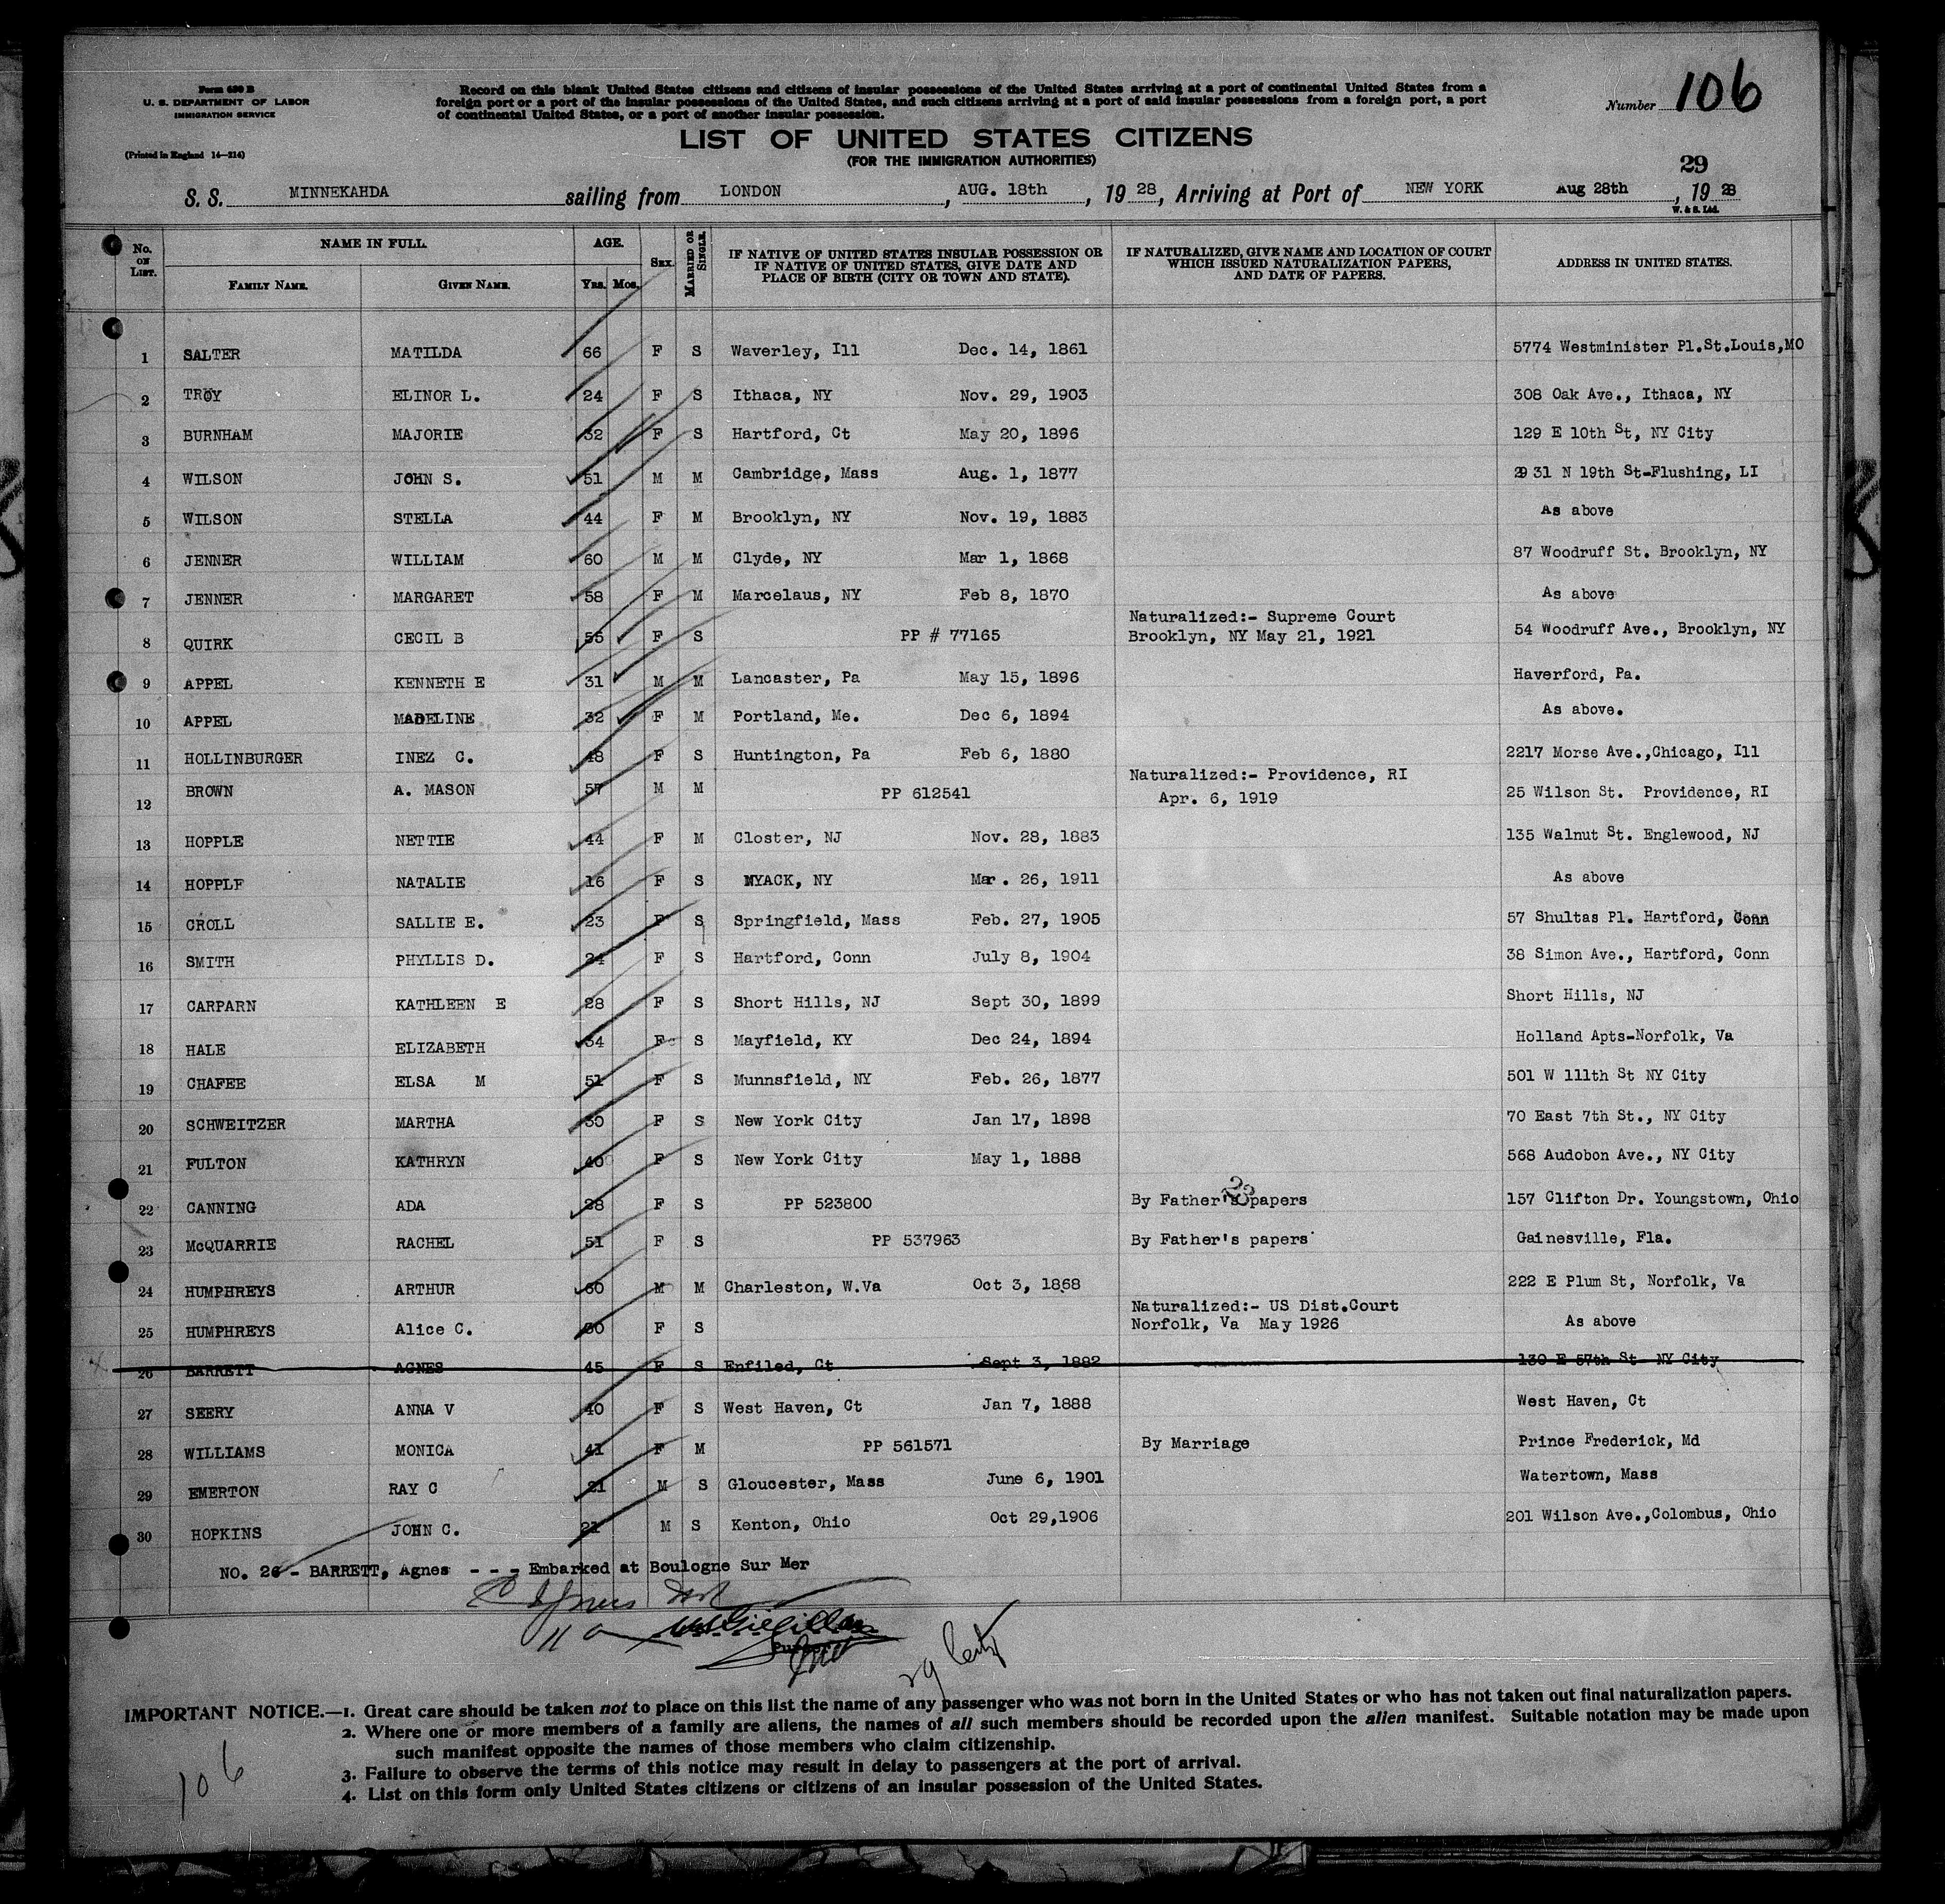 Form 630 B
U. S. DEPARTMENT OF LABOR
IMMIGRATION SERVICE
(Printed in England 14—214)
Record on this blank United States citizens and citizens of insular possessions of the United States arriving at a port of continental United States from a
foreign port or a port of the insular possessions of the United States, and such citizens arriving at a port of said insular possessions from a foreign port, a port
of continental United States, or a port of another insular possession.
Number 106
LIST OF UNITED STATES CITIZENS
(FOR THE IMMIGRATION AUTHORITIES)
29
S. S. MINNEKAHDA sailing from LONDON, AUG. 18th, 19 28, Arriving at Port of NEW YORK Aug 28th, 19 28
W. & S. Ltd.
No. ON LIST. NAME IN FULL. AGE. SEX. MARRIED OR SINGLE. IF NATIVE OF UNITED STATES INSULAR POSSESSION OR IF NATIVE OF UNITED STATES, GIVE DATE AND PLACE OF BIRTH (CITY OR TOWN AND STATE). IF NATURALIZED, GIVE NAME AND LOCATION OF COURT WHICH ISSUED NATURALIZATION PAPERS, AND DATE OF PAPERS. ADDRESS IN UNITED STATES.
FAMILY NAME. GIVEN NAME. YRS. MOS.
1 SALTER MATILDA 66 F S Waverley, Ill Dec. 14, 1861 5774 Westminister Pl.St.Louis,MO
2 TROY ELINOR L. 24 F S Ithaca, NY Nov. 29, 1903 308 Oak Ave., Ithaca, NY
3 BURNHAM MAJORIE 32 F S Hartford, Ct May 20, 1896 129 E 10th St, NY City
4 WILSON JOHN S. 51 M M Cambridge, Mass Aug. 1, 1877 2931 N 19th St-Flushing, LI
5 WILSON STELLA 44 F M Brooklyn, NY Nov. 19, 1883 As above
6 JENNER WILLIAM 60 M M Clyde, NY Mar 1, 1868 87 Woodruff St. Brooklyn, NY
7 JENNER MARGARET 58 F M Marcelaus, NY Feb 8, 1870 As above
8 QUIRK CECIL B 55 F S PP # 77165 Naturalized:- Supreme Court Brooklyn, NY May 21, 1921 54 Woodruff Ave., Brooklyn, NY
9 APPEL KENNETH E 31 M M Lancaster, Pa May 15, 1896 Haverford, Pa.
10 APPEL MADELINE 32 F M Portland, Me. Dec 6, 1894 As above.
11 HOLLINBURGER INEZ C. 48 F S Huntington, Pa Feb 6, 1880 2217 Morse Ave.,Chicago, Ill
12 BROWN A. MASON 57 M M PP 612541 Naturalized:- Providence, RI Apr. 6, 1919 25 Wilson St. Providence, RI
13 HOPPLE NETTIE 44 F M Closter, NJ Nov. 28, 1883 135 Walnut St. Englewood, NJ
14 HOPPLF NATALIE 16 F S NYACK, NY Mar. 26, 1911 As above
15 CROLL SALLIE E. 23 F S Springfield, Mass Feb. 27, 1905 57 Shultas Pl. Hartford, Conn
16 SMITH PHYLLIS D. 24 F S Hartford, Conn July 8, 1904 38 Simon Ave., Hartford, Conn
17 CARPARN KATHLEEN E 28 F S Short Hills, NJ Sept 30, 1899 Short Hills, NJ
18 HALE ELIZABETH 34 F S Mayfield, KY Dec 24, 1894 Holland Apts-Norfolk, Va
19 CHAFEE ELSA M 51 F S Munnsfield, NY Feb. 26, 1877 501 W 111th St NY City
20 SCHWEITZER MARTHA 30 F S New York City Jan 17, 1898 70 East 7th St., NY City
21 FULTON KATHRYN 40 F S New York City May 1, 1888 568 Audobon Ave., NY City
22 CANNING ADA 28 F S PP 523800 By Father's papers 157 Clifton Dr. Youngstown, Ohio
23 McQUARRIE RACHEL 51 F S PP 537963 By Father's papers Gainesville, Fla.
24 HUMPHREYS ARTHUR 60 M M Charleston, W.Va Oct 3, 1868 222 E Plum St, Norfolk, Va
25 HUMPHREYS Alice C. 60 F S Naturalized:- US Dist.Court Norfolk, Va May 1926 As above
26 BARRETT AGNES 45 F S Enfiled, Ct Sept 3, 1882 130 E 57th St NY City
27 SEERY ANNA V 40 F S West Haven, Ct Jan 7, 1888 West Haven, Ct
28 WILLIAMS MONICA 41 F M PP 561571 By Marriage Prince Frederick, Md
29 EMERTON RAY C 21 M S Gloucester, Mass June 6, 1901 Watertown, Mass
30 HOPKINS JOHN C. 21 M S Kenton, Ohio Oct 29,1906 201 Wilson Ave.,Colombus, Ohio
NO. 26 - BARRETT, Agnes - - - Embarked at Boulogne Sur Mer
IMPORTANT NOTICE.—1. Great care should be taken not to place on this list the name of any passenger who was not born in the United States or who has not taken out final naturalization papers.
2. Where one or more members of a family are aliens, the names of all such members should be recorded upon the alien manifest. Suitable notation may be made upon
such manifest opposite the names of those members who claim citizenship.
3. Failure to observe the terms of this notice may result in delay to passengers at the port of arrival.
4. List on this form only United States citizens or citizens of an insular possession of the United States.
106